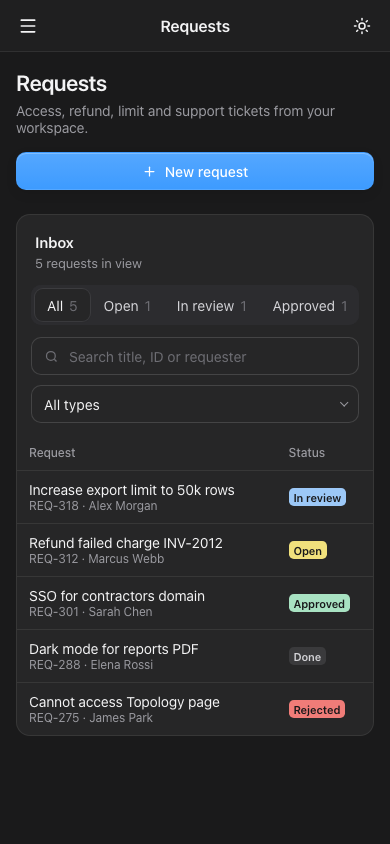 Requests
Requests
Access, refund, limit and support tickets from your
workspace.
+ New request
Inbox
5 requests in view
All 5 Open 1 In review 1 Approved 1
Search title, ID or requester
All types
Request Status
Increase export limit to 50k rows
REQ-318 · Alex Morgan
In review
Refund failed charge INV-2012
REQ-312 · Marcus Webb
Open
SSO for contractors domain
REQ-301 · Sarah Chen
Approved
Dark mode for reports PDF
REQ-288 · Elena Rossi
Done
Cannot access Topology page
REQ-275 · James Park
Rejected